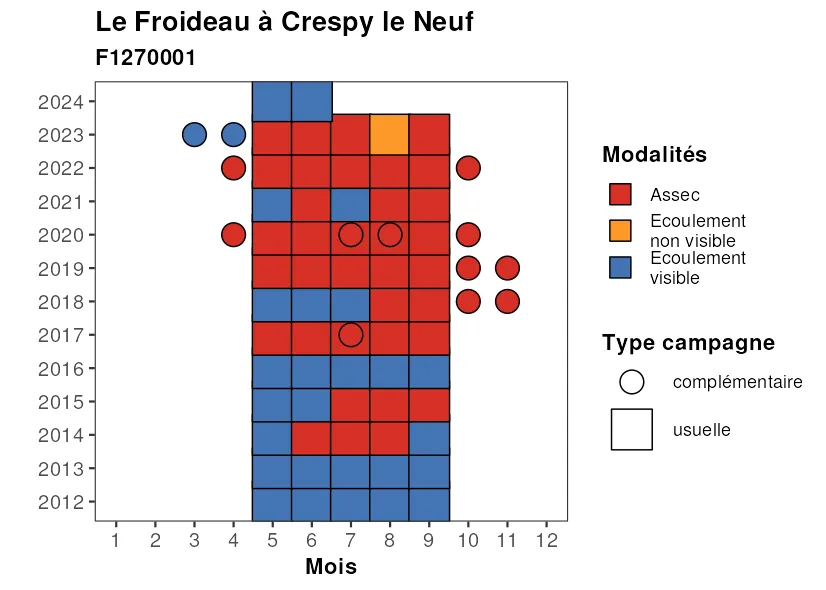 Le Froideau à Crespy le Neuf
F1270001
2024
2023
2022
2021
2020
2019
2018
2017
2016
2015
2014
2013
2012
1 2 3 4 5 6 7 8 9 10 11 12
Mois
Modalités
Assec
Ecoulement
non visible
Ecoulement
visible
Type campagne
complémentaire
usuelle